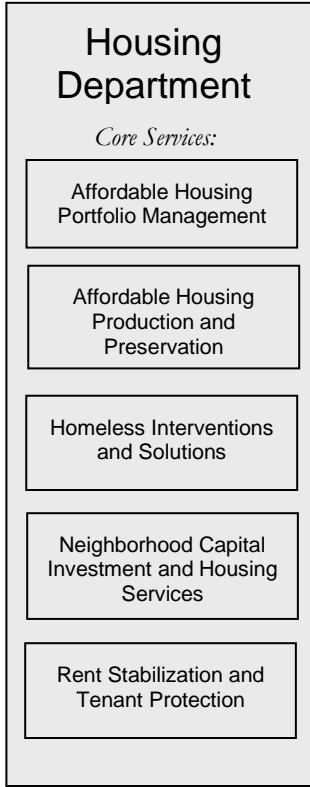 Housing
Department
Core Services:
Affordable Housing
Portfolio Management
Affordable Housing
Production and
Preservation
Homeless Interventions
and Solutions
Neighborhood Capital
Investment and Housing
Services
Rent Stabilization and
Tenant Protection